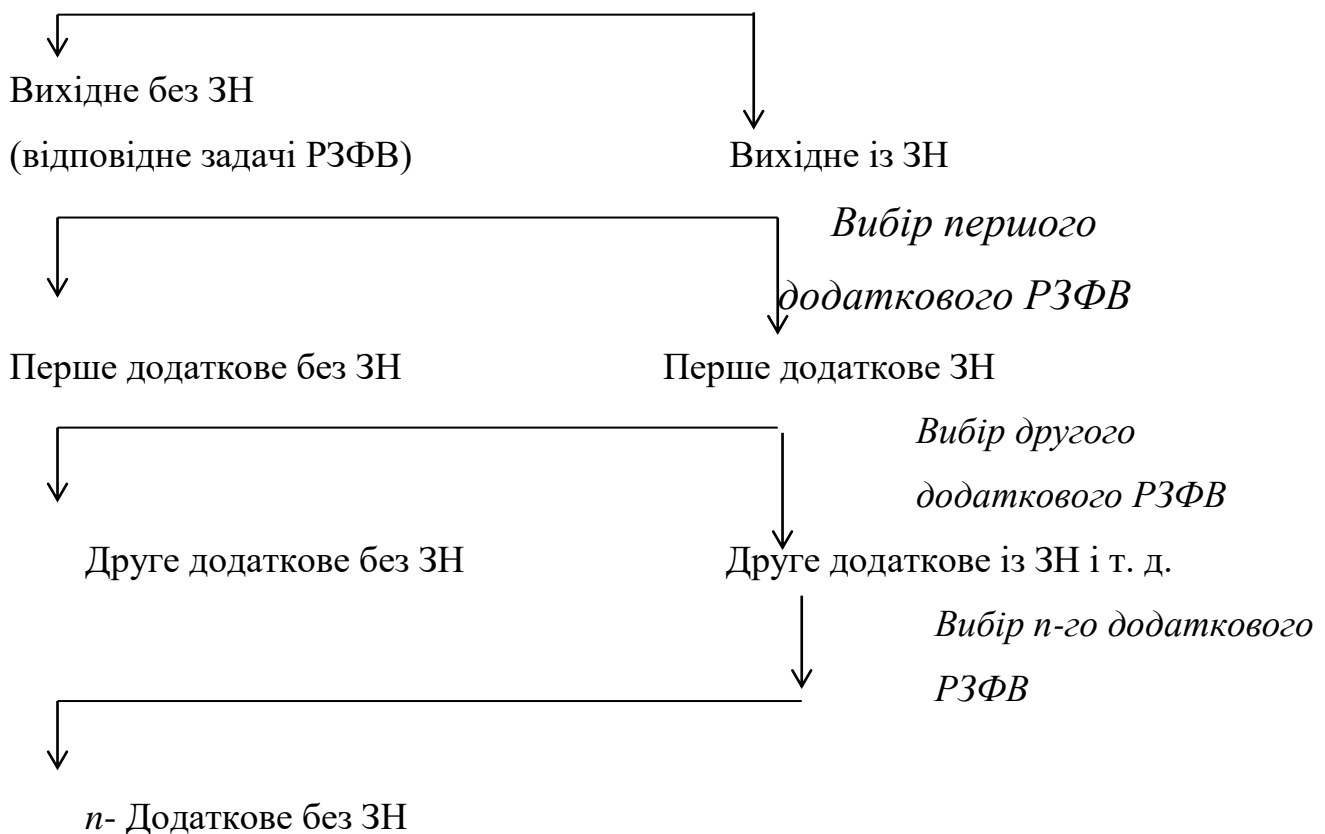 Вихідне без ЗН
(відповідне задачі РЗФВ)
Вихідне із ЗН
Вибір першого
додаткового РЗФВ
Перше додаткове без ЗН
Перше додаткове ЗН
Вибір другого
додаткового РЗФВ
Друге додаткове без ЗН
Друге додаткове із ЗН і т. д.
Вибір n-го додаткового
РЗФВ
n- Додаткове без ЗН